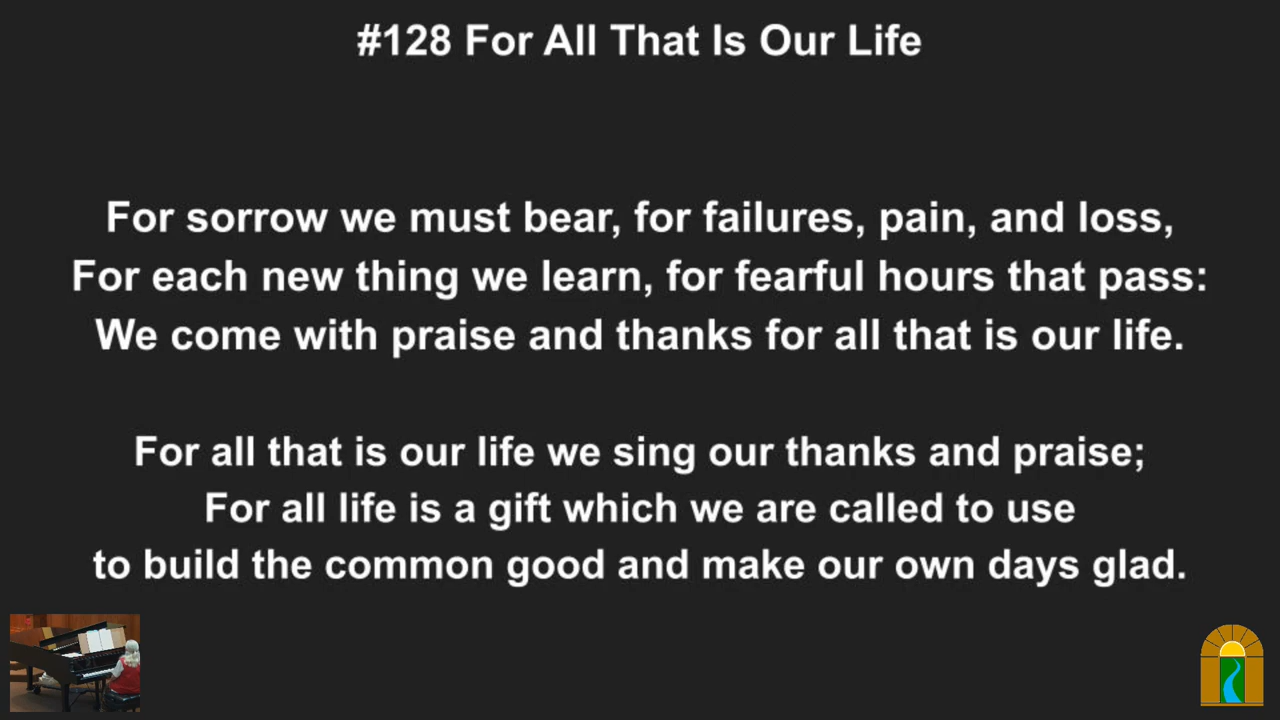 #128 For All That Is Our Life
For sorrow we must bear, for failures, pain, and loss,
For each new thing we learn, for fearful hours that pass:
We come with praise and thanks for all that is our life.
For all that is our life we sing our thanks and praise;
For all life is a gift which we are called to use
to build the common good and make our own days glad.